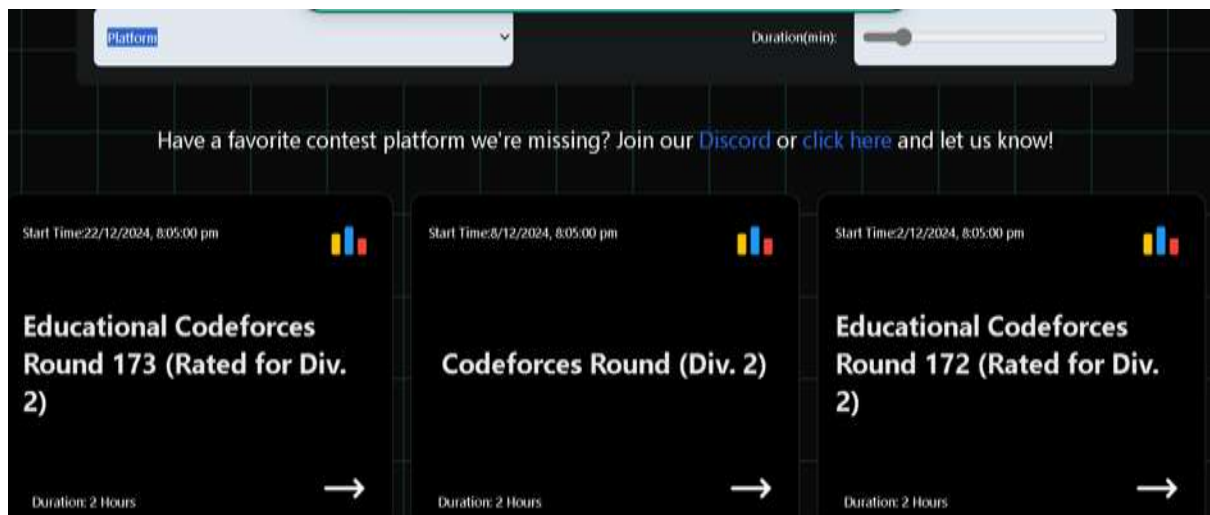 Platform
Duration(min):
Have a favorite contest platform we're missing? Join our Discord or click here and let us know!
Start Time:22/12/2024, 8:05:00 pm
Educational Codeforces
Round 173 (Rated for Div.
2)
Duration: 2 Hours
Start Time:8/12/2024, 8:05:00 pm
Codeforces Round (Div. 2)
Duration: 2 Hours
Start Time:2/12/2024, 8:05:00 pm
Educational Codeforces
Round 172 (Rated for Div.
2)
Duration: 2 Hours